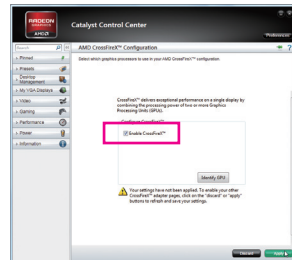 RADEON
GRAPHICS
AMD
Catalyst Control Center
Preferences
Search
AMD CrossFireX™ Configuration
Pinned
Select which graphics processors to use in your AMD CrossFireX™ configuration.
Presets
Desktop
Management
My VGA Displays
Video
Gaming
Performance
Power
Information
CrossFireX™ delivers exceptional performance on a single display by
combining the processing power of two or more Graphics
Processing Units (GPU).
Configure CrossFireX™
Enable CrossFireX™
Identify GPU
Your settings have not been applied. To enable your other
CrossFireX™ adapter pages, click on the "discard" or "apply"
buttons to refresh and save your settings.
Discard
Apply